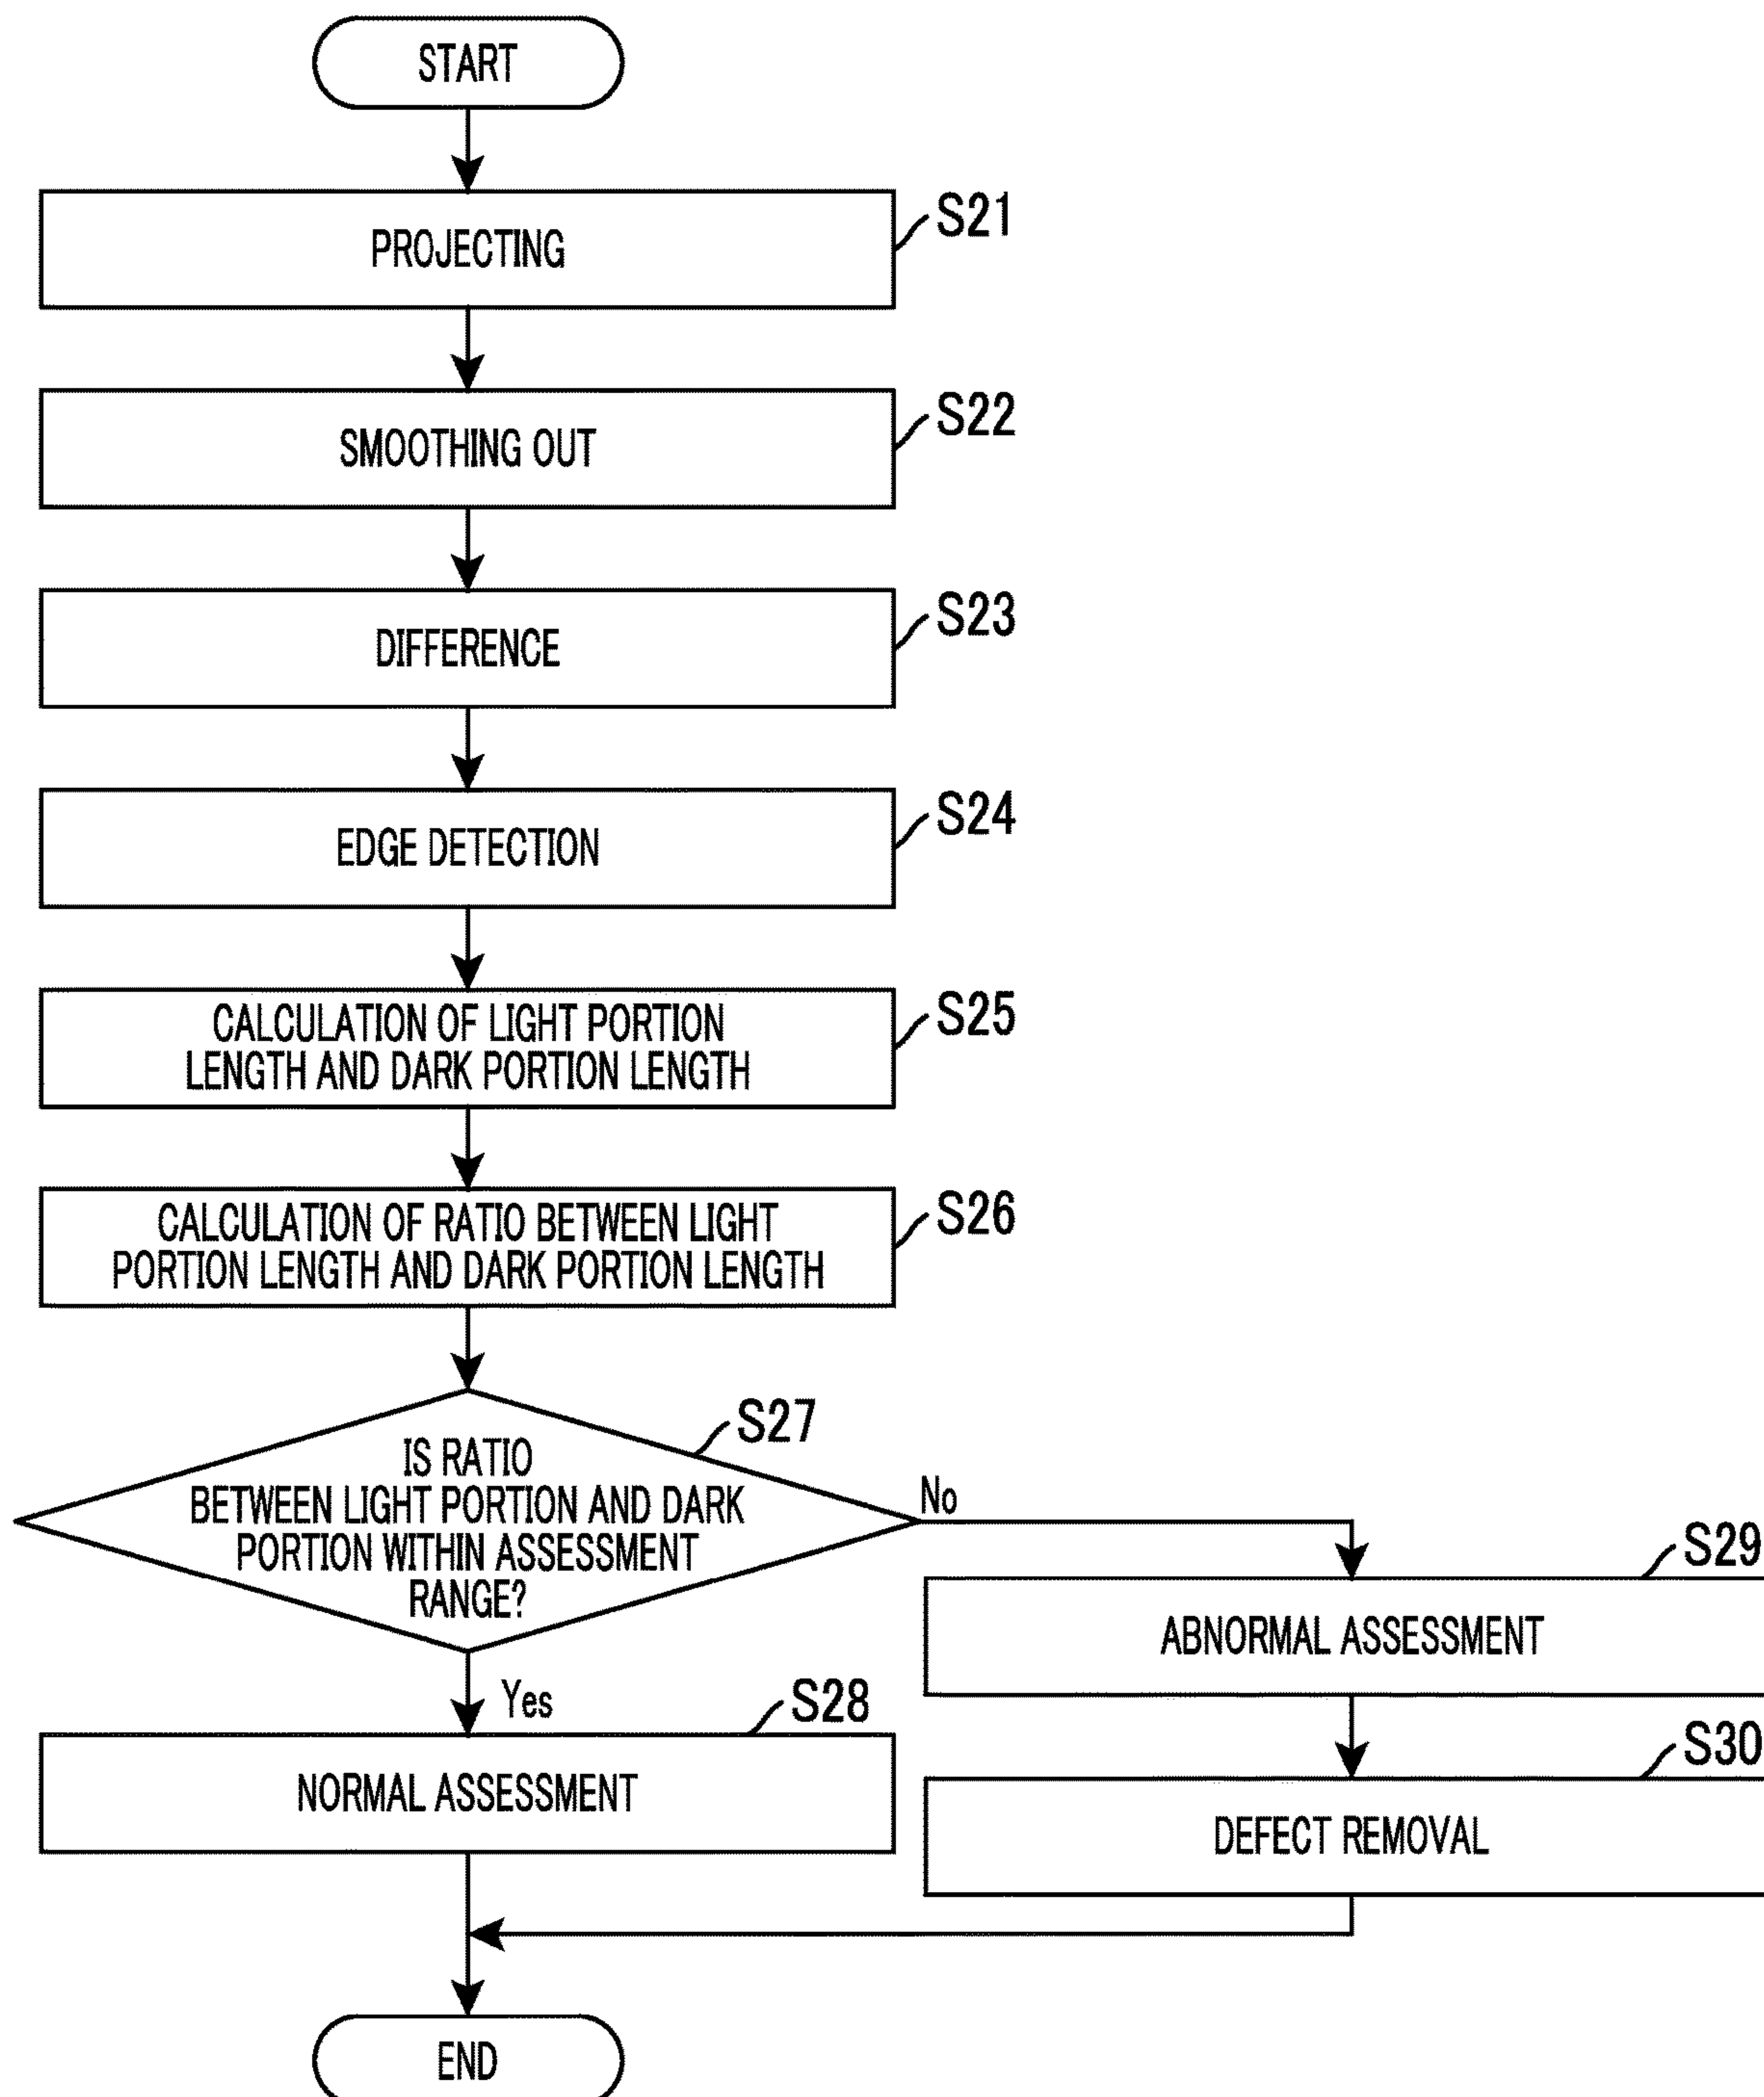 START
PROJECTING
S21
SMOOTHING OUT
S22
DIFFERENCE
S23
EDGE DETECTION
S24
CALCULATION OF LIGHT PORTION
LENGTH AND DARK PORTION LENGTH
S25
CALCULATION OF RATIO BETWEEN LIGHT
PORTION LENGTH AND DARK PORTION LENGTH
S26
S27
IS RATIO
BETWEEN LIGHT PORTION AND DARK
PORTION WITHIN ASSESSMENT
RANGE?
No
S29
ABNORMAL ASSESSMENT
Yes
S28
NORMAL ASSESSMENT
S30
DEFECT REMOVAL
END